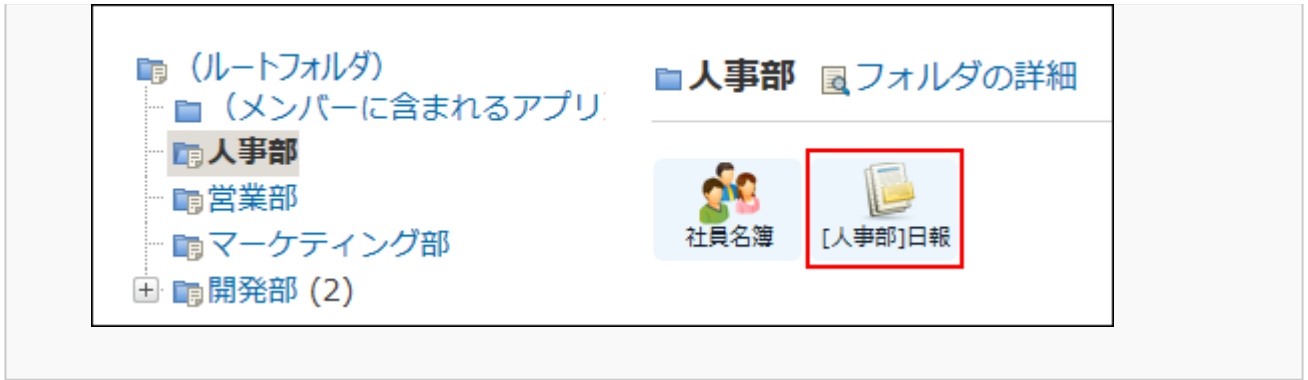 (ルートフォルダ)
(メンバーに含まれるアプリ
人事部
営業部
マーケティング部
開発部 (2)
人事部 フォルダの詳細
社員名簿
[人事部]日報